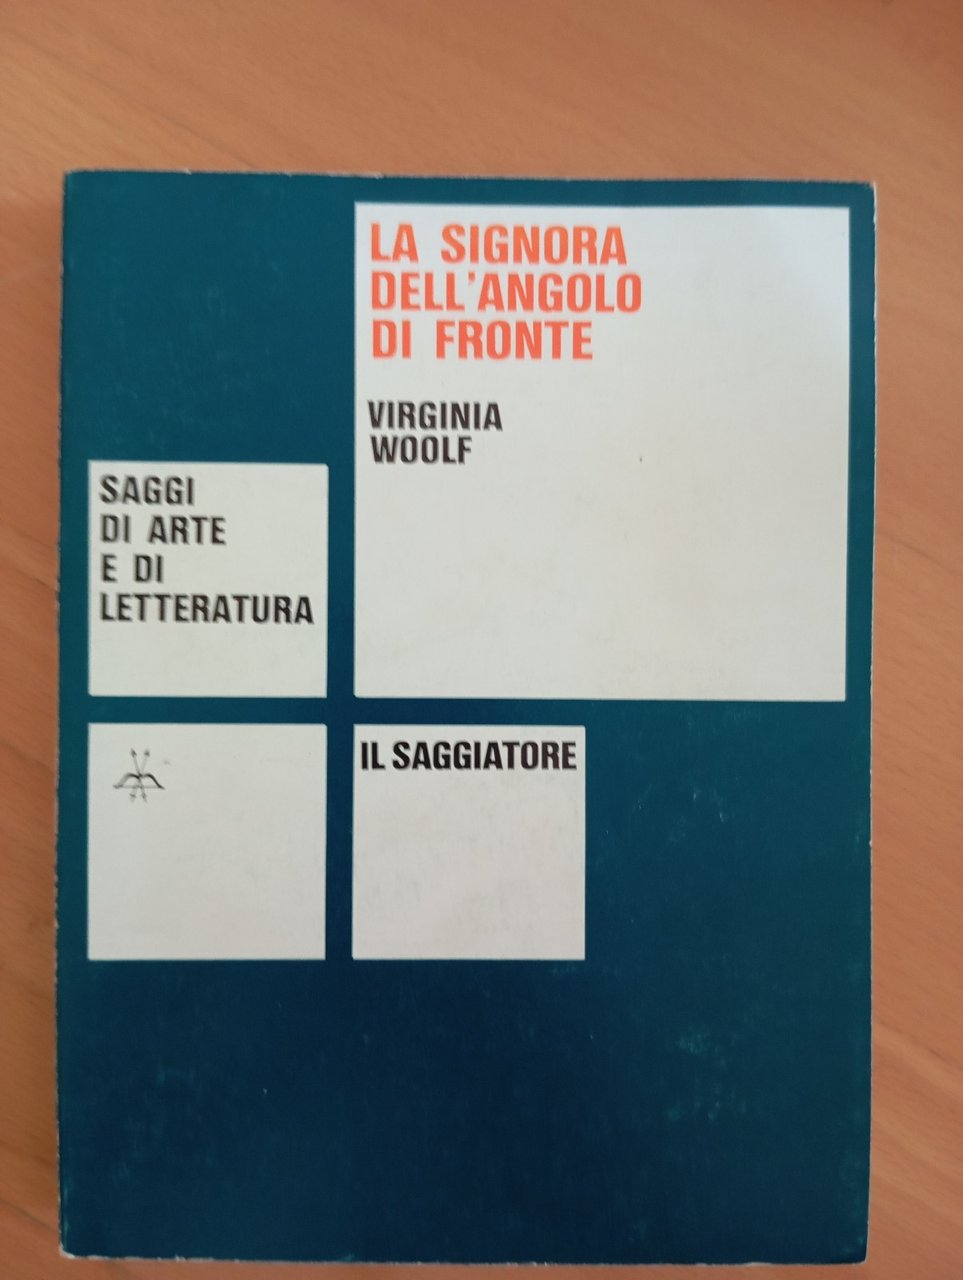 LA SIGNORA
DELL'ANGOLO
DI FRONTE
VIRGINIA
WOOLF
SAGGI
DI ARTE
E DI
LETTERATURA
IL SAGGIATORE